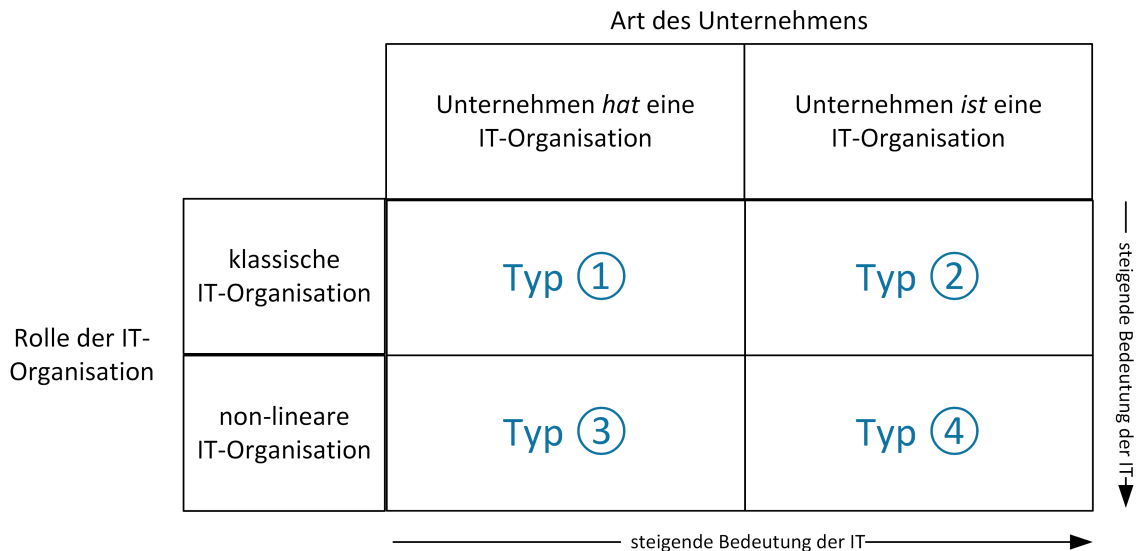 Art des Unternehmens
Unternehmen hat eine
IT-Organisation
Unternehmen ist eine
IT-Organisation
klassische
IT-Organisation
Typ 1
Typ 2
steigende Bedeutung der IT
Rolle der IT-
Organisation
non-lineare
IT-Organisation
Typ 3
Typ 4
steigende Bedeutung der IT